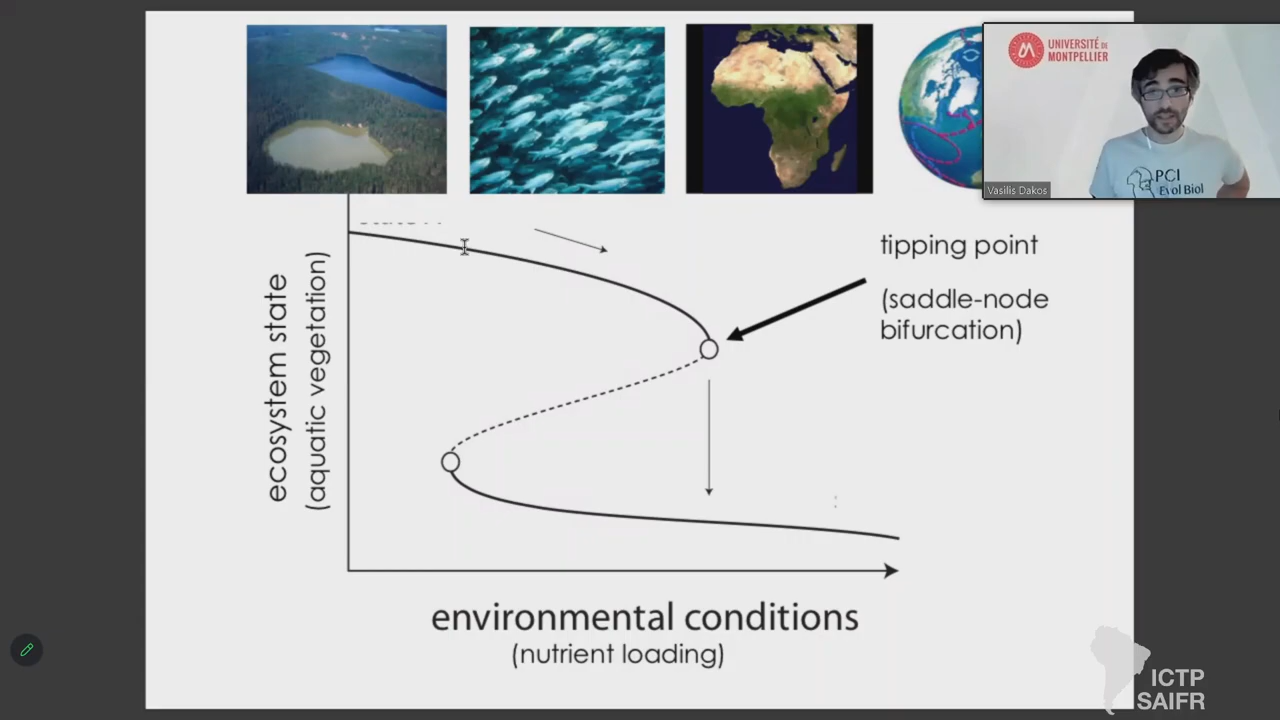 UNIVERSITÉ DE
MONTPELLIER
PCI
Evol Biol
Vasilis Dakos
tipping point
(saddle-node
bifurcation)
ecosystem state
(aquatic vegetation)
environmental conditions
(nutrient loading)
ICTP
SAIFR